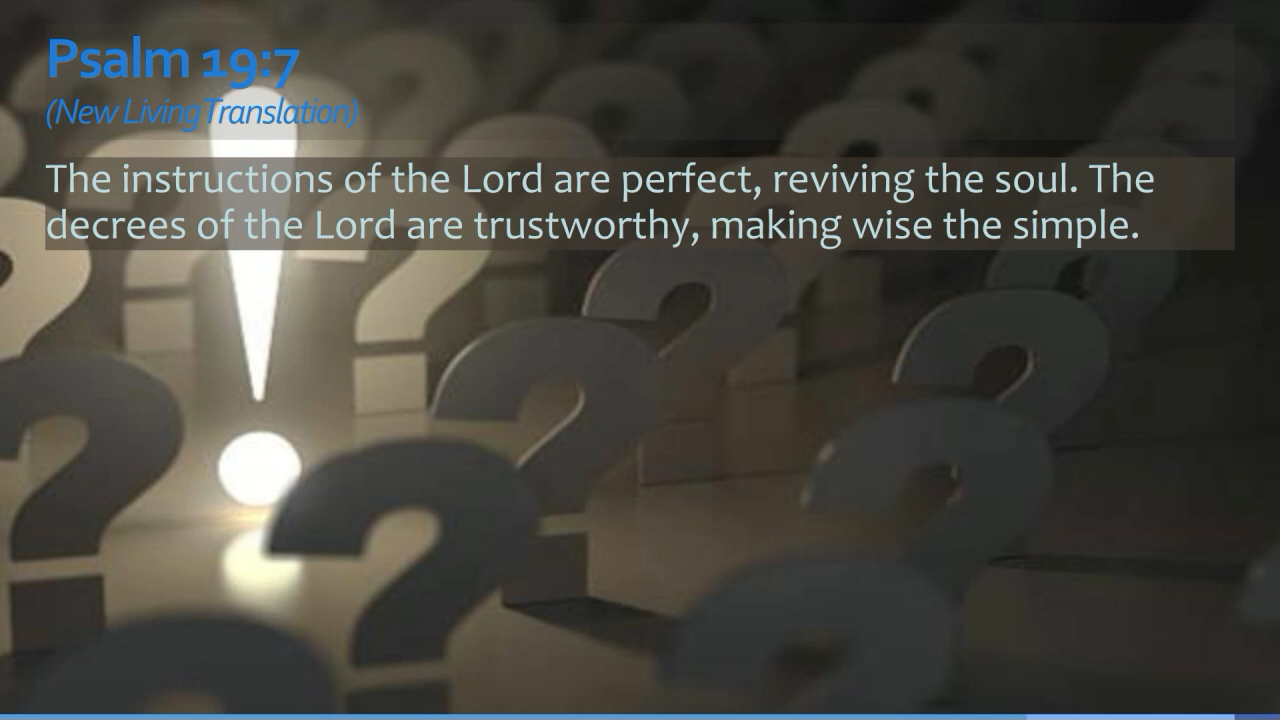 Psalm 19:7
(New Living Translation)
The instructions of the Lord are perfect, reviving the soul. The
decrees of the Lord are trustworthy, making wise the simple.